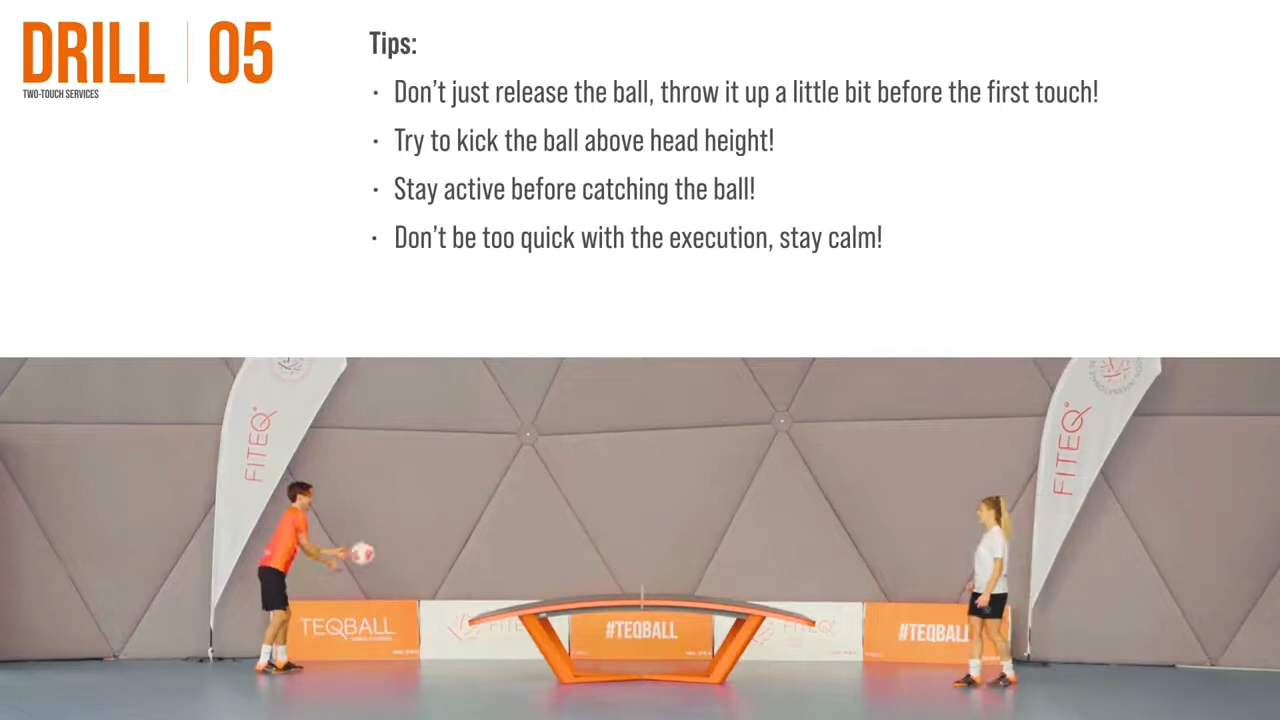 DRILL | 05
TWO-TOUCH SERVICES
Tips:
· Don't just release the ball, throw it up a little bit before the first touch!
· Try to kick the ball above head height!
· Stay active before catching the ball!
· Don't be too quick with the execution, stay calm!
FITEQ
FITEQ
TEQBALL
FITEQ
#TEQBALL
FITEQ
#TEQBALL